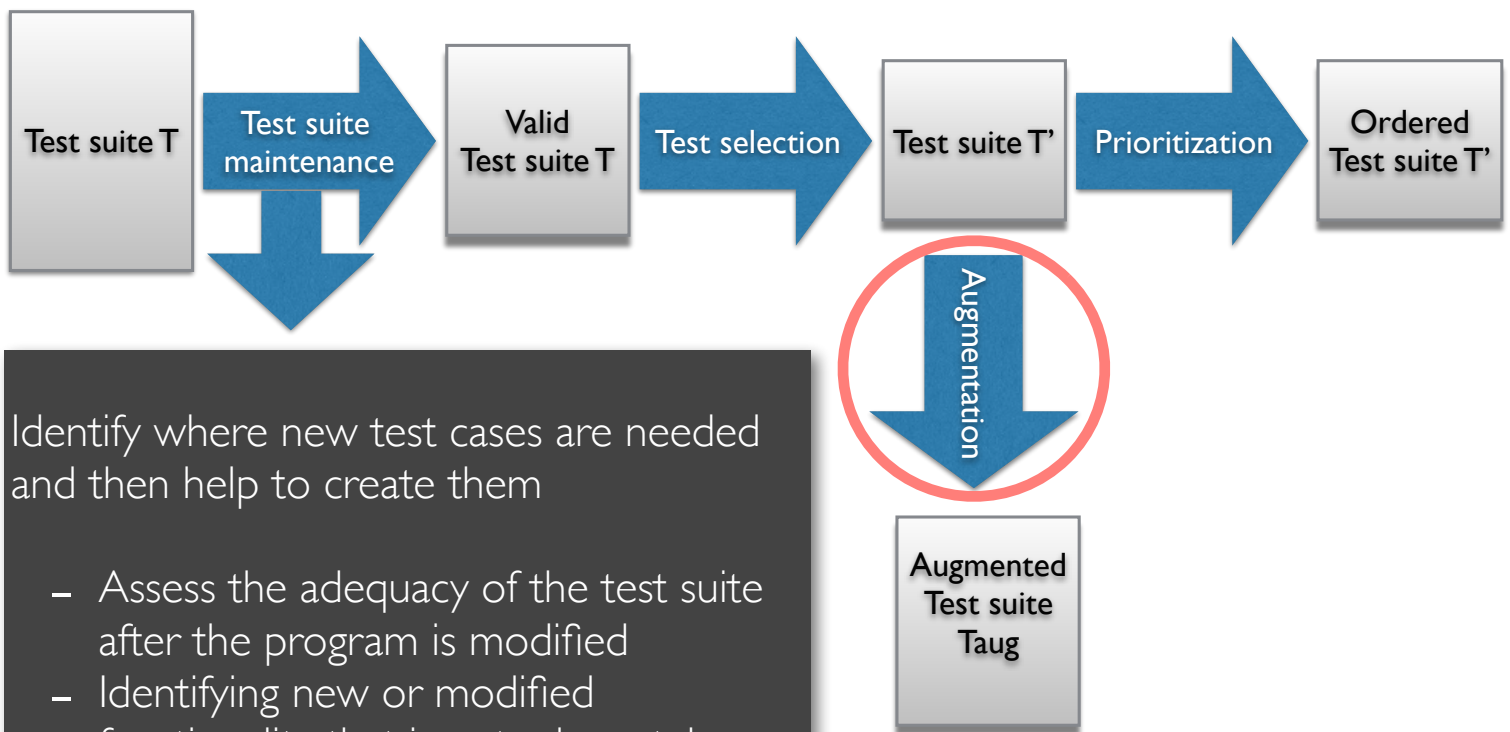 Test suite T
Test suite
maintenance
Valid
Test suite T
Test selection
Test suite T’
Prioritization
Ordered
Test suite T’
Augmentation
Identify where new test cases are needed
and then help to create them
- Assess the adequacy of the test suite
after the program is modified
- Identifying new or modified
Augmented
Test suite
Taug